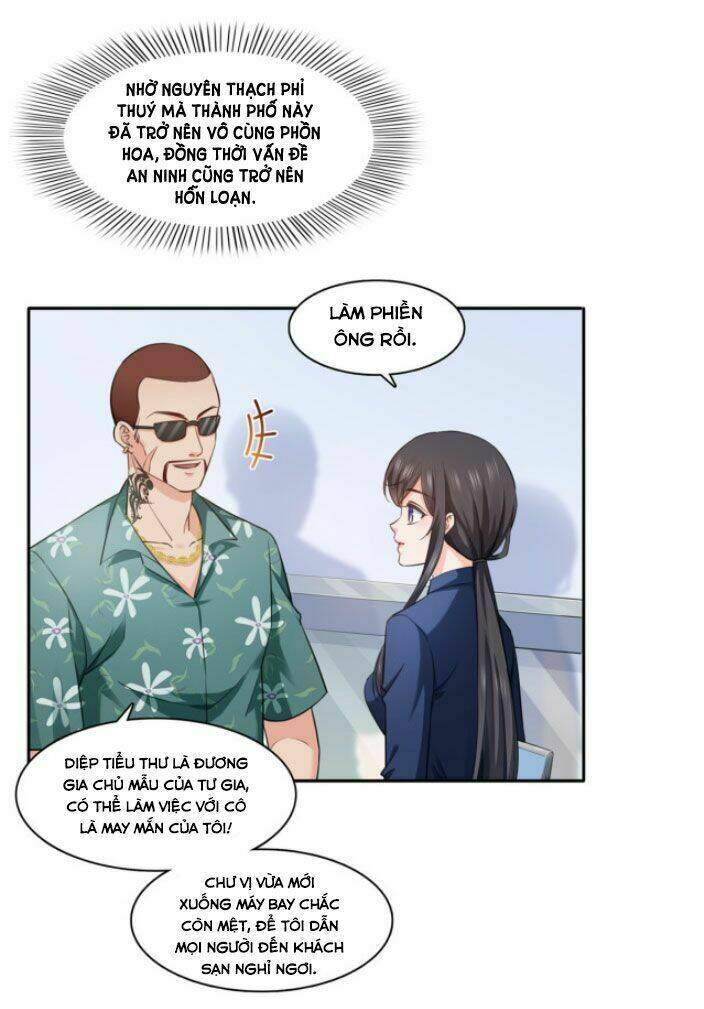 NHỜ NGUYÊN THẠCH PHỈ
THUÝ MÀ THÀNH PHỐ NÀY
ĐÃ TRỞ NÊN VÔ CÙNG PHỒN
HOA, ĐỒNG THỜI VẤN ĐỀ
AN NINH CŨNG TRỞ NÊN
HỖN LOẠN.
LÀM PHIỀN
ÔNG RỒI.
DIỆP TIỂU THƯ LÀ ĐƯƠNG
GIA CHỦ MẪU CỦA TƯ GIA,
CÓ THỂ LÀM VIỆC VỚI CÔ
LÀ MAY MẮN CỦA TÔI!
CHƯ VỊ VỪA MỚI
XUỐNG MÁY BAY CHẮC
CÒN MỆT, ĐỂ TÔI DẪN
MỌI NGƯỜI ĐẾN KHÁCH
SẠN NGHỈ NGƠI.